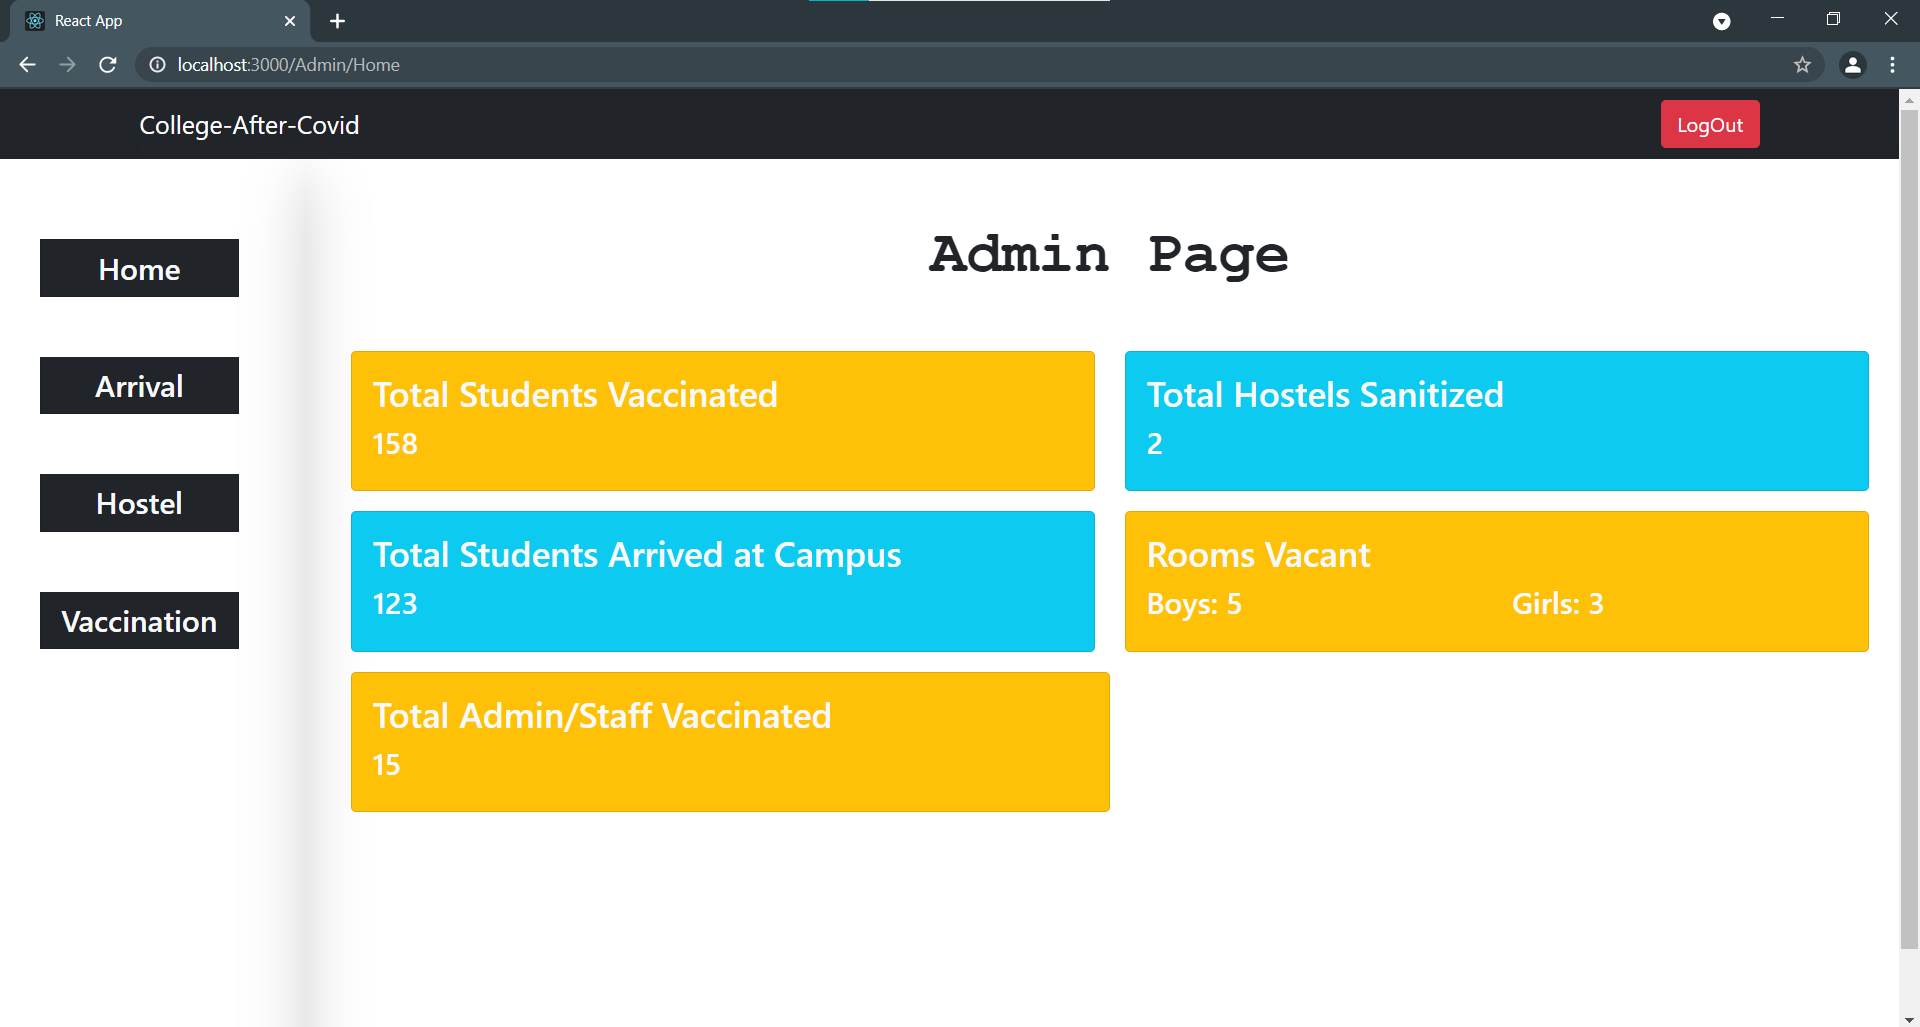 React App
localhost:3000/Admin/Home
College-After-Covid
LogOut
Home
Arrival
Hostel
Vaccination
Admin Page
Total Students Vaccinated
158
Total Hostels Sanitized
2
Total Students Arrived at Campus
123
Rooms Vacant
Boys: 5 Girls: 3
Total Admin/Staff Vaccinated
15